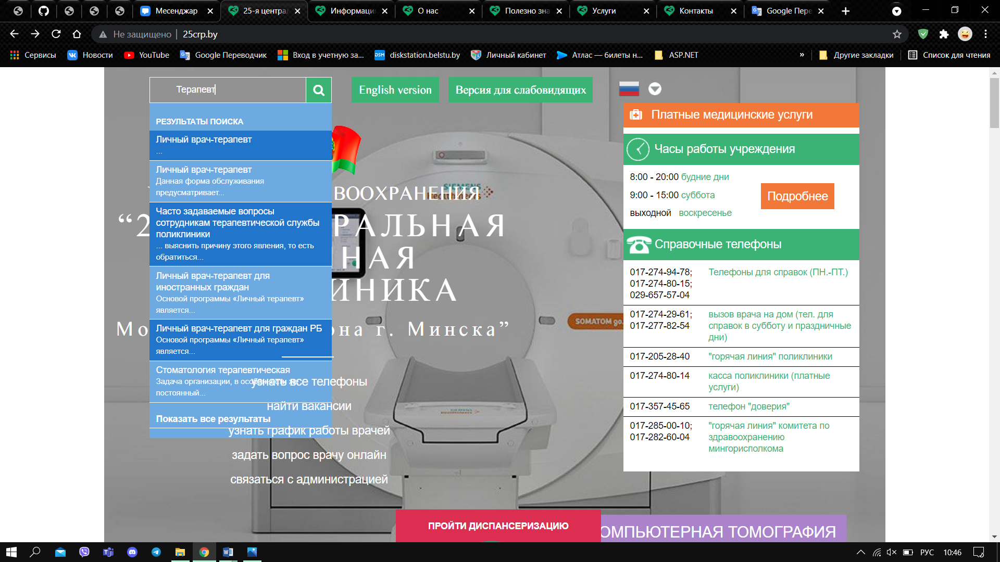 Месенджар
25-я централ
Информация
О нас
Полезно зна
Услуги
Контакты
Google Пере
Не защищено
25crp.by
Сервисы
Новости
YouTube
Google Переводчик
Вход в учетную за...
diskstation.belstu.by
Личный кабинет
Атлас — билеты н...
ASP.NET
»
Другие закладки
Список для чтения
Терапевт
English version
Версия для слабовидящих
РЕЗУЛЬТАТЫ ПОИСКА
Личный врач-терапевт
...
Личный врач-терапевт
Данная форма обслуживания
предусматривает...
Часто задаваемые вопросы
сотрудникам терапевтической службы
поликлиники
... выяснить причину этого явления, то есть
обратиться...
Личный врач-терапевт для
иностранных граждан
Основой программы «Личный терапевт»
является...
Личный врач-терапевт для граждан РБ
Основой программы «Личный терапевт»
является...
Стоматология терапевтическая
Задача организации, в
постоянный...
Показать все результаты
ВООХРАНЕНИЯ
“2
РАЛЬНАЯ
НАЯ
ИНИКА
Мо
она г. Минска”
узнать все телефоны
найти вакансии
узнать график работы врачей
задать вопрос врачу онлайн
связаться с администрацией
SIEMENS
Healthineers
SOMATOM go.
Платные медицинские услуги
Часы работы учреждения
8:00 - 20:00 будние дни
9:00 - 15:00 суббота
выходной воскресенье
Подробнее
Справочные телефоны
017-274-94-78;
017-274-80-15;
029-657-57-04
Телефоны для справок (ПН.-ПТ.)
017-274-29-61;
017-277-82-54
вызов врача на дом (тел. для
справок в субботу и праздничные
дни)
017-205-28-40
"горячая линия" поликлиники
017-274-80-14
касса поликлиники (платные
услуги)
017-357-45-65
телефон "доверия"
017-285-00-10;
017-282-60-04
"горячая линия" комитета по
здравоохранению
мингорисполкома
ПРОЙТИ ДИСПАНСЕРИЗАЦИЮ
ОМПЬЮТЕРНАЯ ТОМОГРАФИЯ
РУС
10:46